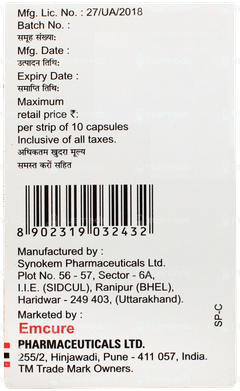 Mfg. Lic. No. : 27/UA/2018
Batch No. :
समूह संख्या:
Mfg. Date :
उत्पादन तिथि:
Expiry Date :
समाप्ति तिथि:
Maximum
retail price ₹:
per strip of 10 capsules
Inclusive of all taxes.
अधिकतम खुदरा मूल्य
समस्त करों सहित
8 902319 032432
Manufactured by :
Synokem Pharmaceuticals Ltd.
Plot No. 56 - 57, Sector - 6A,
I.I.E. (SIDCUL), Ranipur (BHEL),
Haridwar - 249 403, (Uttarakhand).
Marketed by :
Emcure
PHARMACEUTICALS LTD.
255/2, Hinjawadi, Pune - 411 057, India.
TM Trade Mark Owners.
SP-C